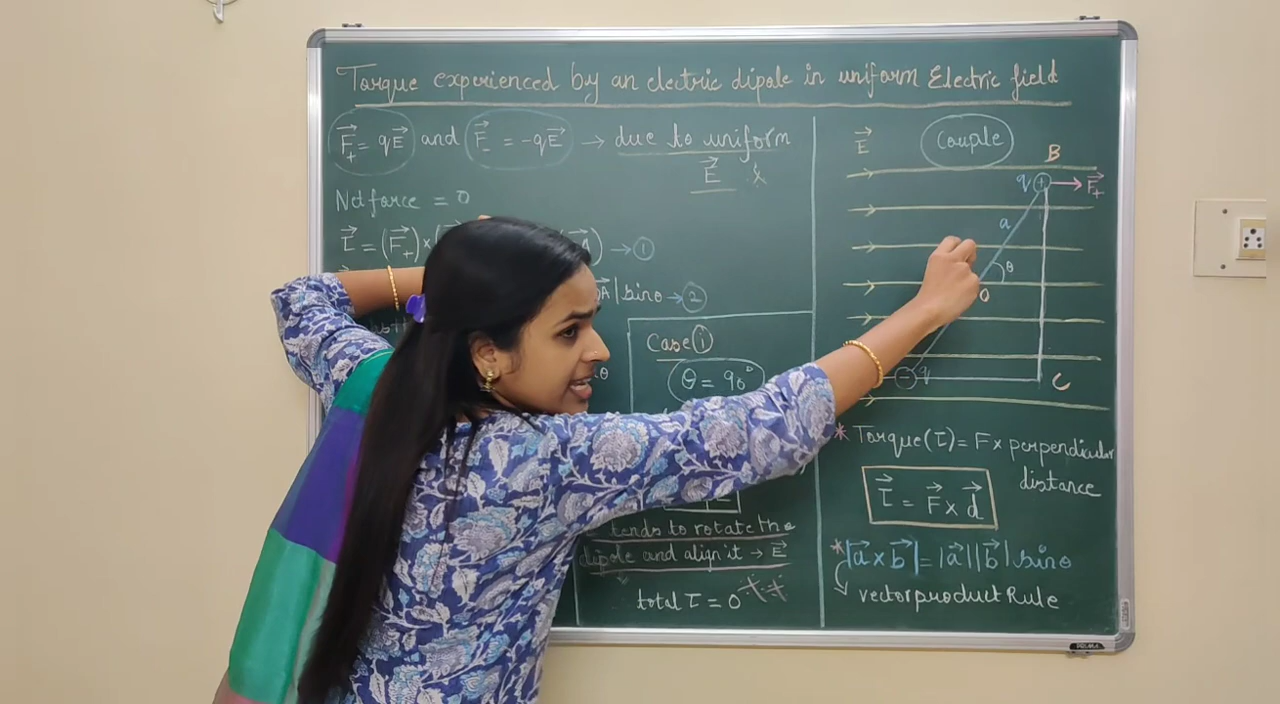 Torque experienced by an electric dipole in uniform Electric field
F⃗₊ = qE⃗ and F⃗₋ = -qE⃗ → due to uniform
E⃗ &
Net force = 0
τ⃗ = (F⃗₊)×( A⃗) → ①
A⃗| sinθ → ②
θ
Case ⓘ
θ = 90°
tends to rotate the
dipole and align it → E⃗
total τ = 0
E⃗
Couple
B
q + F⃗₊
a
θ
O
− q
C
* Torque (τ) = F × perpendicular
distance
τ⃗ = F⃗ × d⃗
* |a⃗ × b⃗| = |a⃗||b⃗| sinθ
vector product Rule
PRIMA